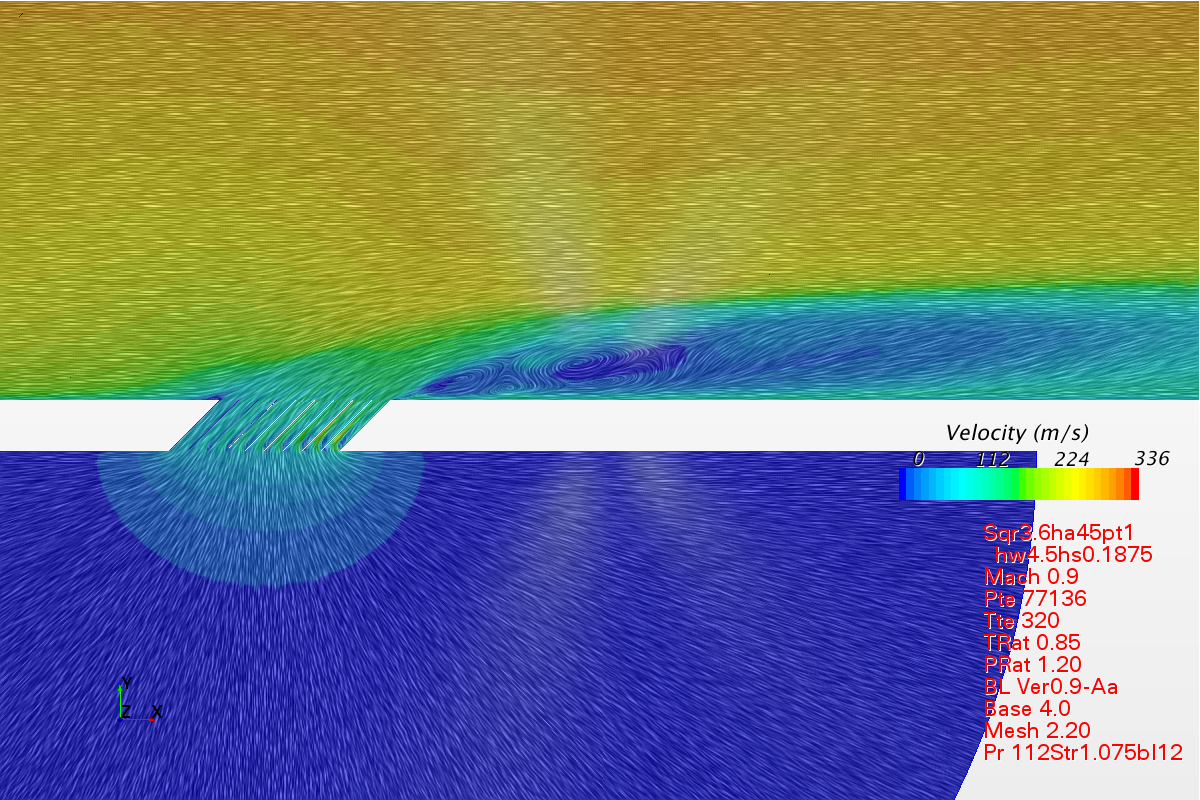 Velocity (m/s)
0 112 224 336
Sqr3.6ha45pt1
hw4.5hs0.1875
Mach 0.9
Pte 77136
Tte 320
TRat 0.85
PRat 1.20
BL Ver0.9-Aa
Base 4.0
Mesh 2.20
Pr 112Str1.075bl12
Y
Z X